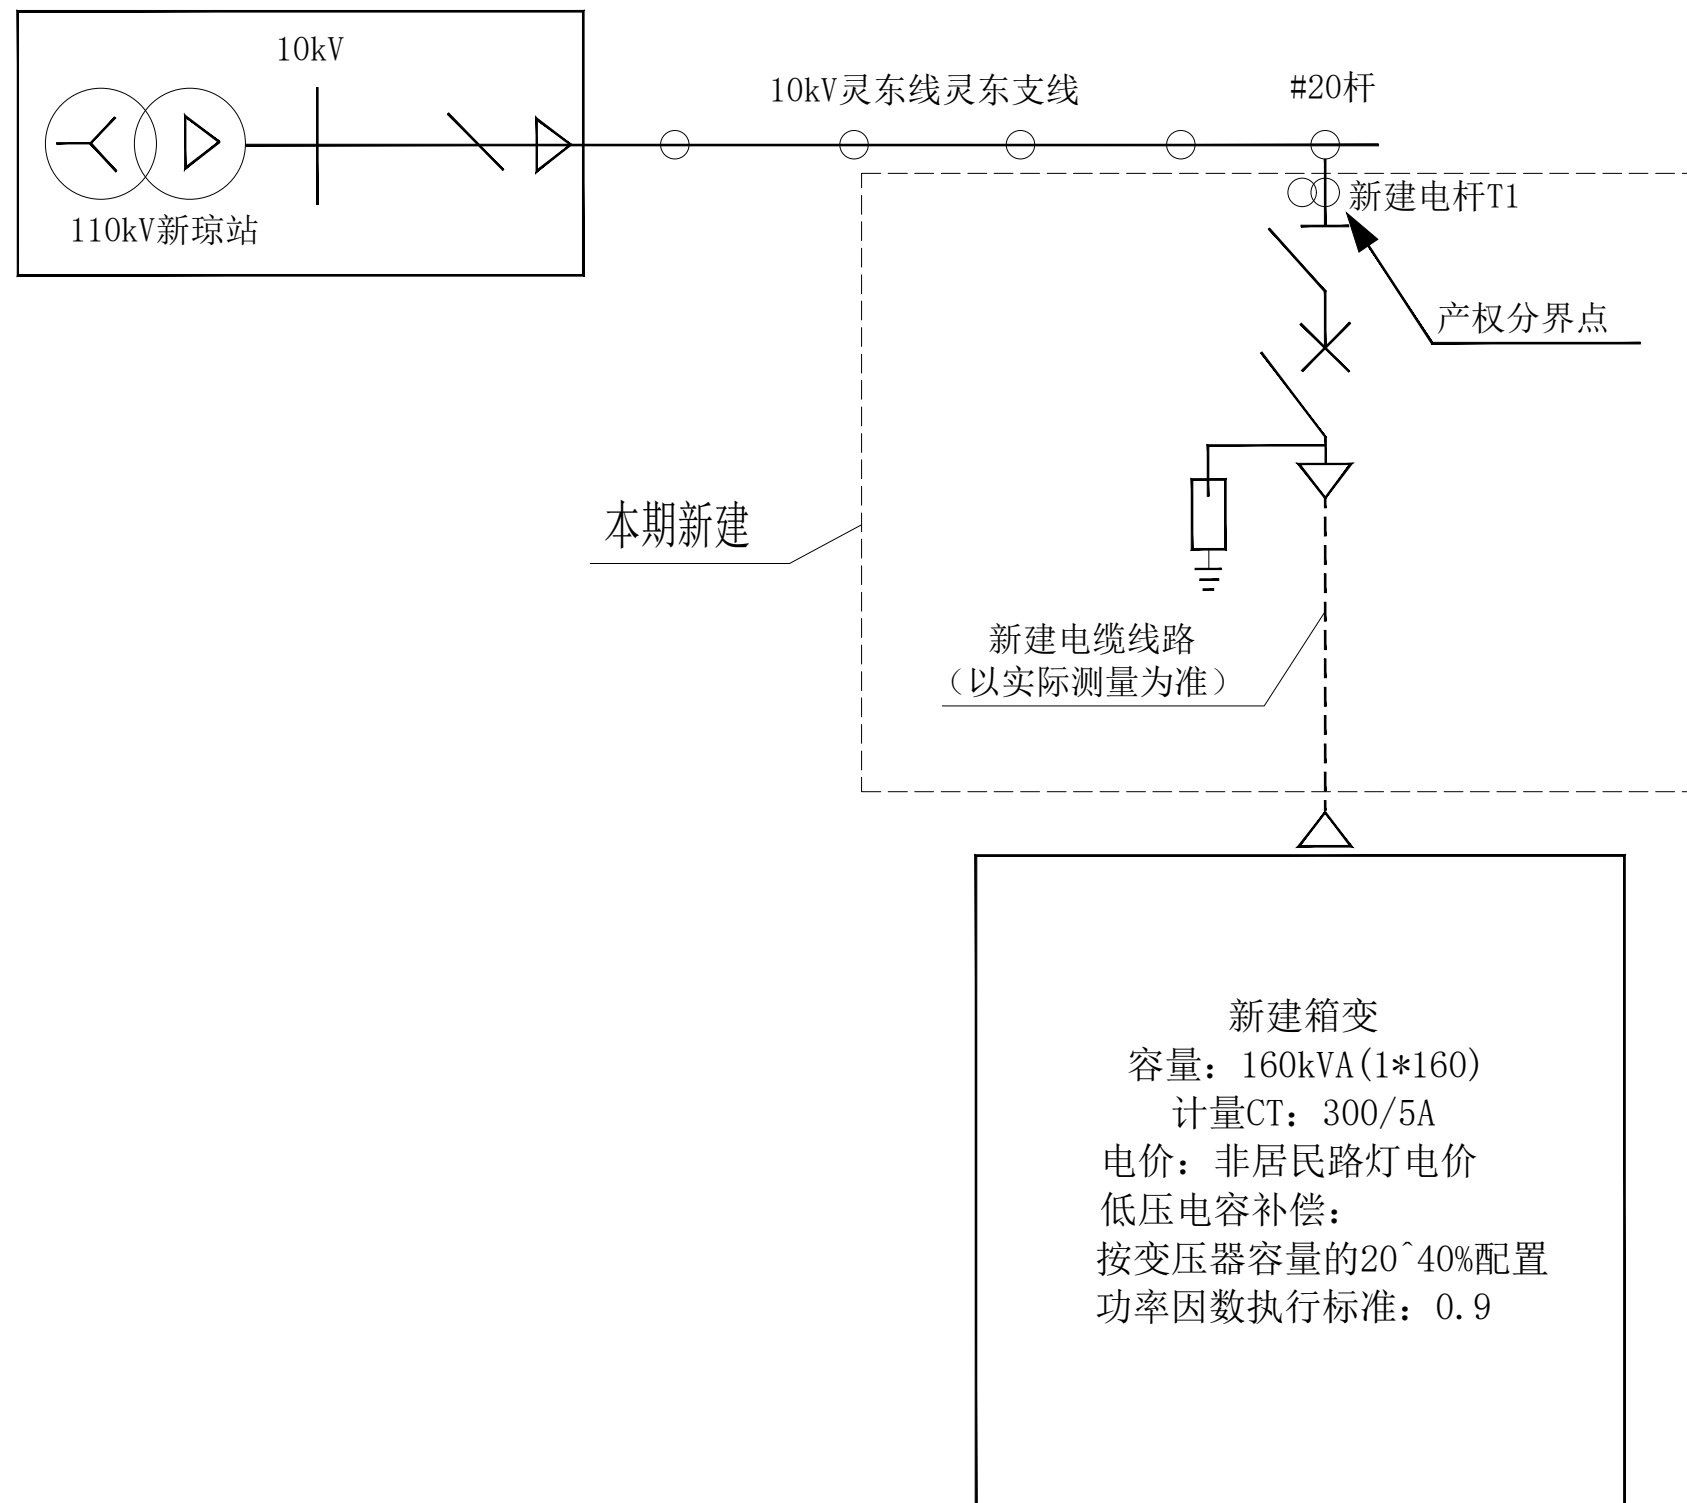 10kV
110kV新琼站
10kV灵东线灵东支线
#20杆
新建电杆T1
产权分界点
本期新建
新建电缆线路
（以实际测量为准）
新建箱变
容量：160kVA(1*160)
计量CT：300/5A
电价：非居民路灯电价
低压电容补偿：
按变压器容量的20^40%配置
功率因数执行标准：0.9